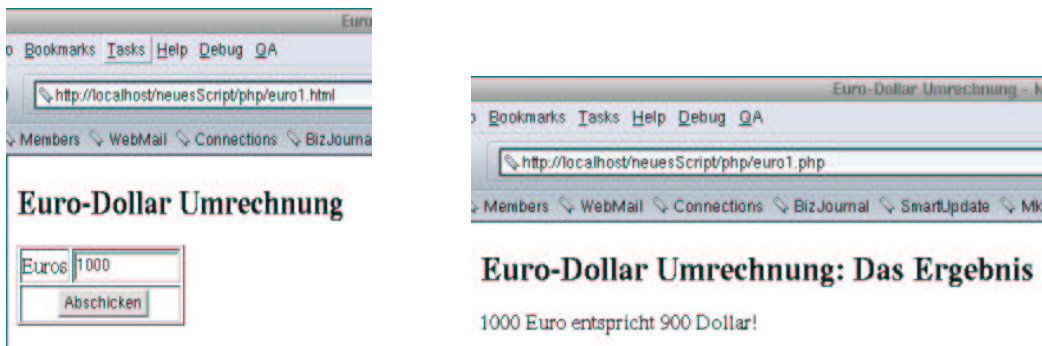 Euro
Bookmarks Tasks Help Debug QA
http://localhost/neuesScript/php/euro1.html
Members WebMail Connections BizJourna
Euro-Dollar Umrechnung
Euros 1000
Abschicken
Euro-Dollar Umrechnung - N
Bookmarks Tasks Help Debug QA
http://localhost/neuesScript/php/euro1.php
Members WebMail Connections BizJournal SmartUpdate Mk
Euro-Dollar Umrechnung: Das Ergebnis
1000 Euro entspricht 900 Dollar!